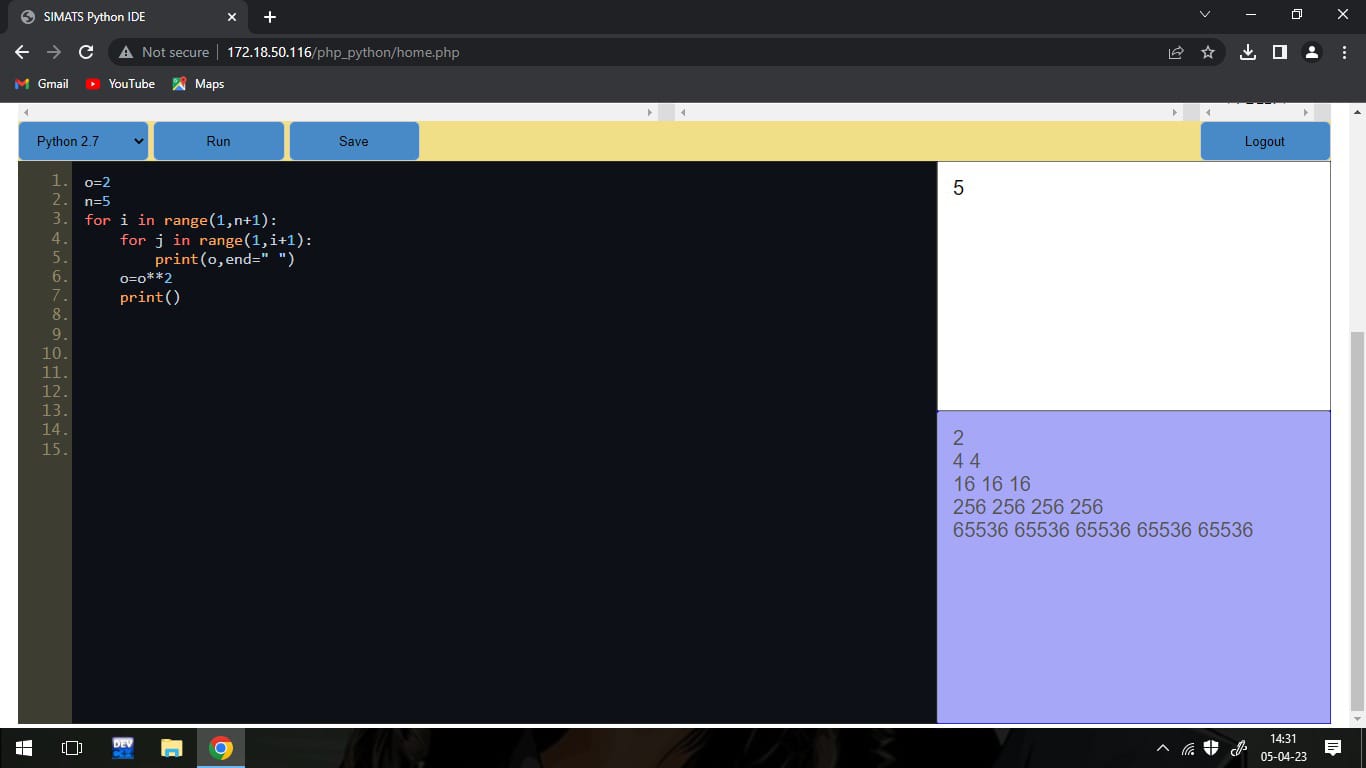 SIMATS Python IDE
Not secure 172.18.50.116/php_python/home.php
Gmail YouTube Maps
Python 2.7 Run Save Logout
1. o=2
2. n=5
3. for i in range(1,n+1):
4. for j in range(1,i+1):
5. print(o,end=" ")
6. o=o**2
7. print()
8.
9.
10.
11.
12.
13.
14.
15.
5
2
4 4
16 16 16
256 256 256 256
65536 65536 65536 65536 65536
DEV
14:31
05-04-23